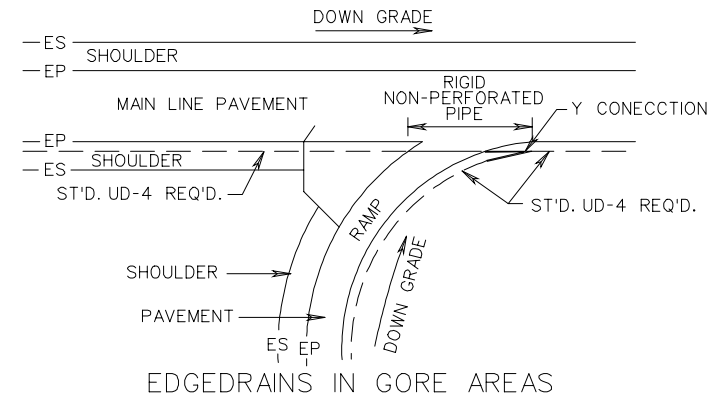 DOWN GRADE
ES
SHOULDER
EP
RIGID
NON-PERFORATED
PIPE
MAIN LINE PAVEMENT
Y CONECCTION
EP
SHOULDER
ES
ST'D. UD-4 REQ'D.
ST'D. UD-4 REQ'D.
RAMP
SHOULDER
DOWN GRADE
PAVEMENT
ES EP
EDGEDRAINS IN GORE AREAS